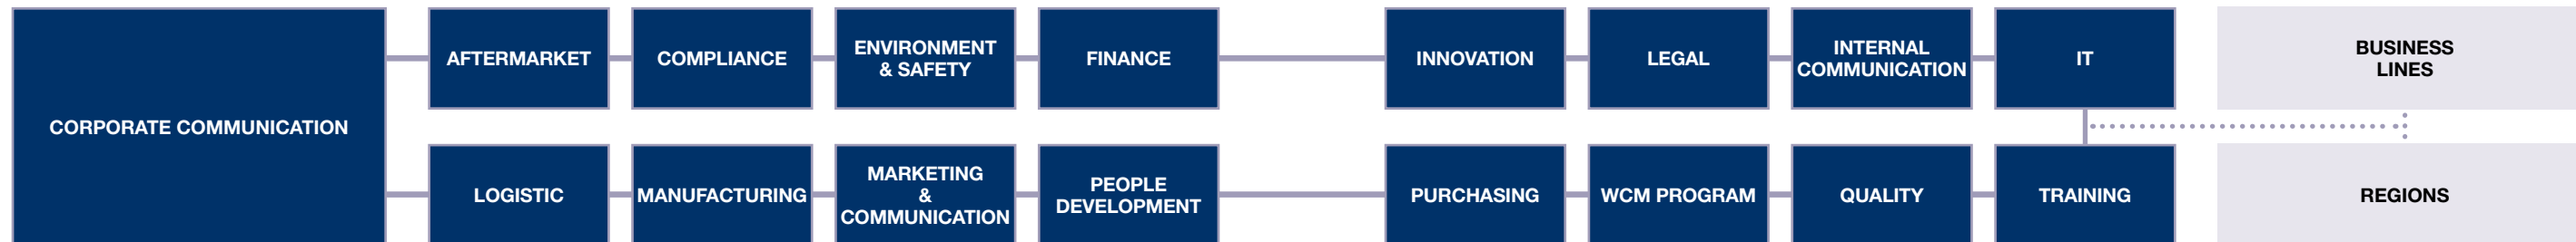 CORPORATE COMMUNICATION
AFTERMARKET
COMPLIANCE
ENVIRONMENT
& SAFETY
FINANCE
INNOVATION
LEGAL
INTERNAL
COMMUNICATION
IT
BUSINESS
LINES
LOGISTIC
MANUFACTURING
MARKETING
&
COMMUNICATION
PEOPLE
DEVELOPMENT
PURCHASING
WCM PROGRAM
QUALITY
TRAINING
REGIONS